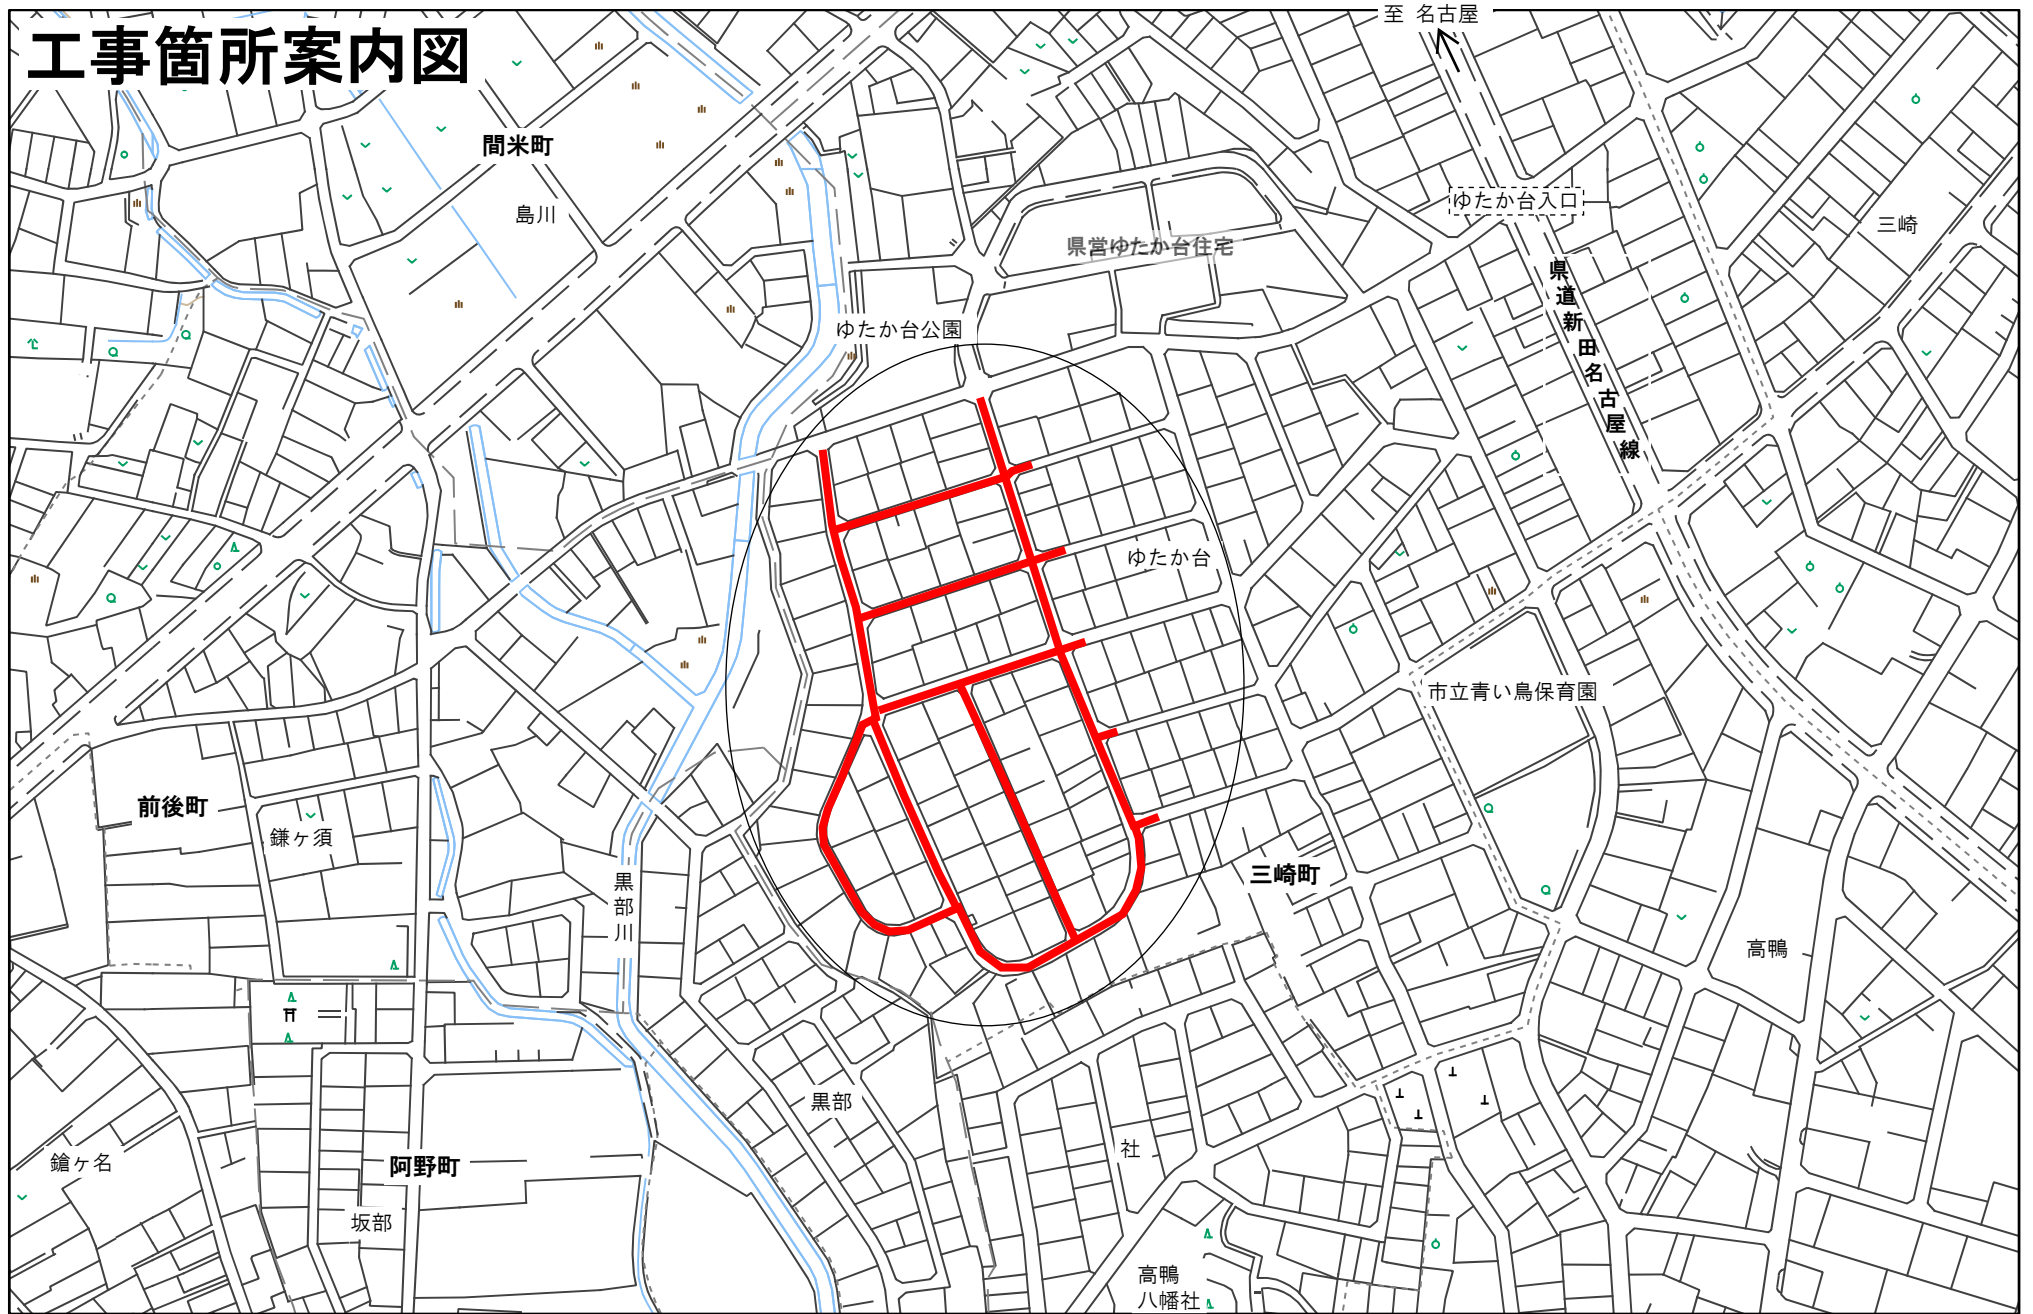 至 名古屋
工事箇所案内図
間米町
島川
ゆたか台入口
三崎
県営ゆたか台住宅
県道新田名古屋線
ゆたか台公園
ゆたか台
市立青い鳥保育園
前後町
鎌ヶ須
黒部川
三崎町
高鴨
黒部
社
鎗ヶ名
阿野町
坂部
高鴨
八幡社